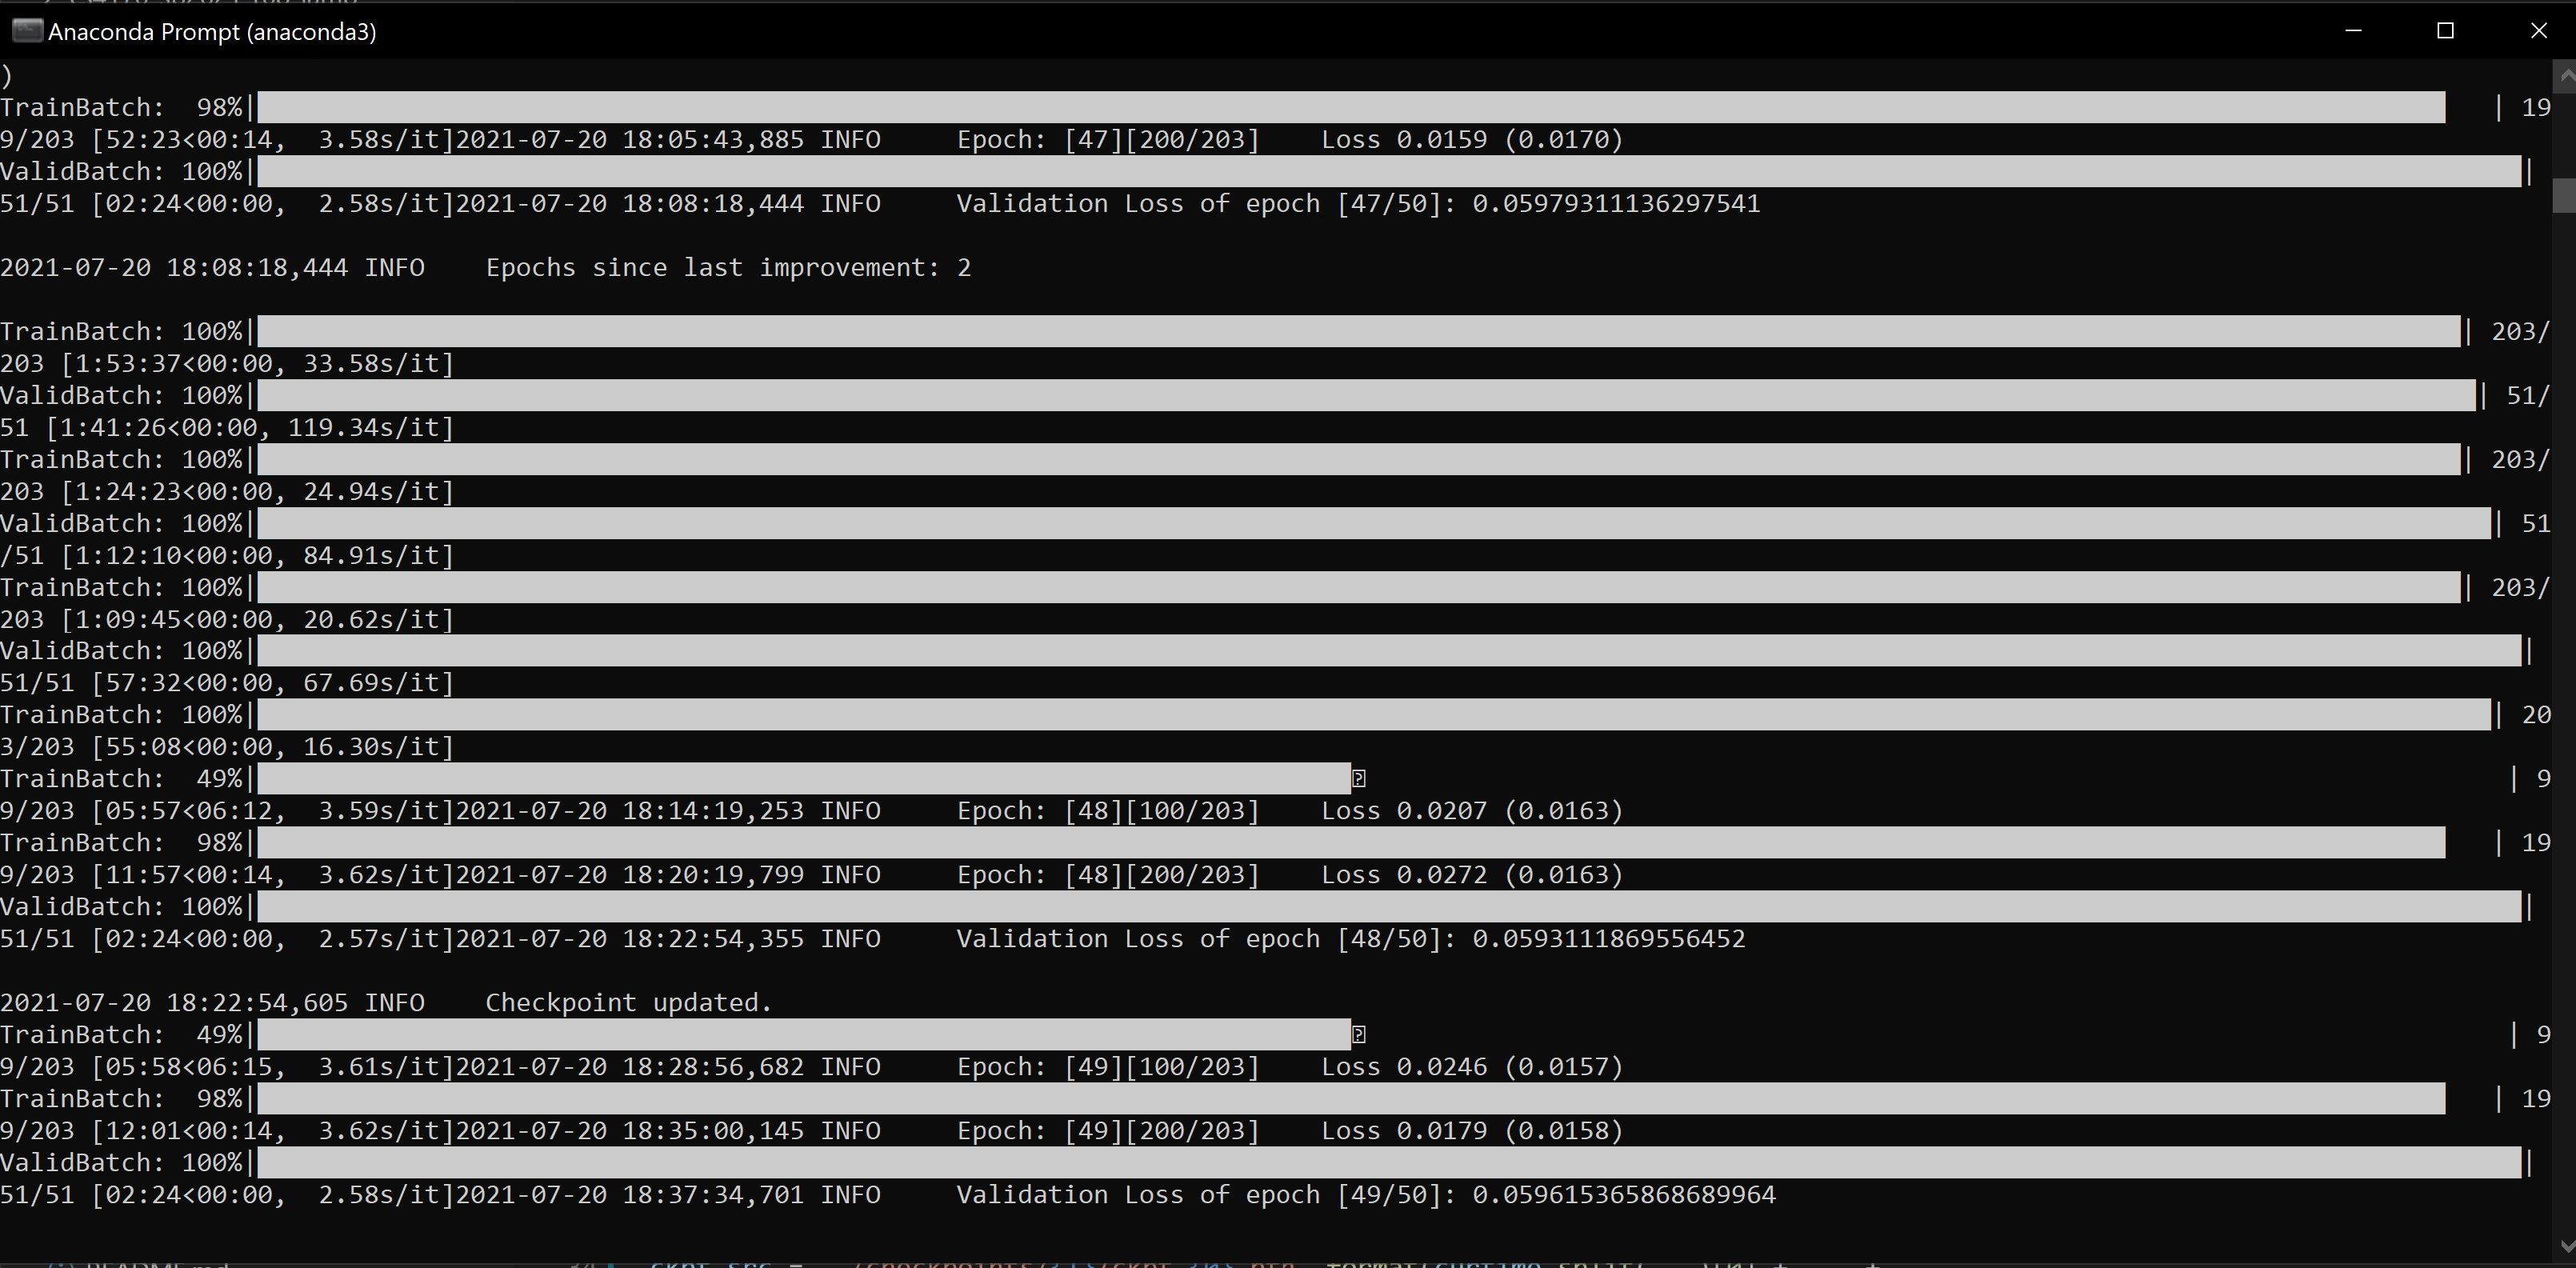 Anaconda Prompt (anaconda3)
)
TrainBatch:  98%| | 19
9/203 [52:23<00:14,  3.58s/it]2021-07-20 18:05:43,885 INFO     Epoch: [47][200/203]    Loss 0.0159 (0.0170)
ValidBatch: 100%| |
51/51 [02:24<00:00,  2.58s/it]2021-07-20 18:08:18,444 INFO     Validation Loss of epoch [47/50]: 0.05979311136297541
2021-07-20 18:08:18,444 INFO    Epochs since last improvement: 2
TrainBatch: 100%| | 203/
203 [1:53:37<00:00, 33.58s/it]
ValidBatch: 100%| | 51/
51 [1:41:26<00:00, 119.34s/it]
TrainBatch: 100%| | 203/
203 [1:24:23<00:00, 24.94s/it]
ValidBatch: 100%| | 51
/51 [1:12:10<00:00, 84.91s/it]
TrainBatch: 100%| | 203/
203 [1:09:45<00:00, 20.62s/it]
ValidBatch: 100%| |
51/51 [57:32<00:00, 67.69s/it]
TrainBatch: 100%| | 20
3/203 [55:08<00:00, 16.30s/it]
TrainBatch:  49%| | 9
9/203 [05:57<06:12,  3.59s/it]2021-07-20 18:14:19,253 INFO     Epoch: [48][100/203]    Loss 0.0207 (0.0163)
TrainBatch:  98%| | 19
9/203 [11:57<00:14,  3.62s/it]2021-07-20 18:20:19,799 INFO     Epoch: [48][200/203]    Loss 0.0272 (0.0163)
ValidBatch: 100%| |
51/51 [02:24<00:00,  2.57s/it]2021-07-20 18:22:54,355 INFO     Validation Loss of epoch [48/50]: 0.0593111869556452
2021-07-20 18:22:54,605 INFO    Checkpoint updated.
TrainBatch:  49%| | 9
9/203 [05:58<06:15,  3.61s/it]2021-07-20 18:28:56,682 INFO     Epoch: [49][100/203]    Loss 0.0246 (0.0157)
TrainBatch:  98%| | 19
9/203 [12:01<00:14,  3.62s/it]2021-07-20 18:35:00,145 INFO     Epoch: [49][200/203]    Loss 0.0179 (0.0158)
ValidBatch: 100%| |
51/51 [02:24<00:00,  2.58s/it]2021-07-20 18:37:34,701 INFO     Validation Loss of epoch [49/50]: 0.059615365868689964